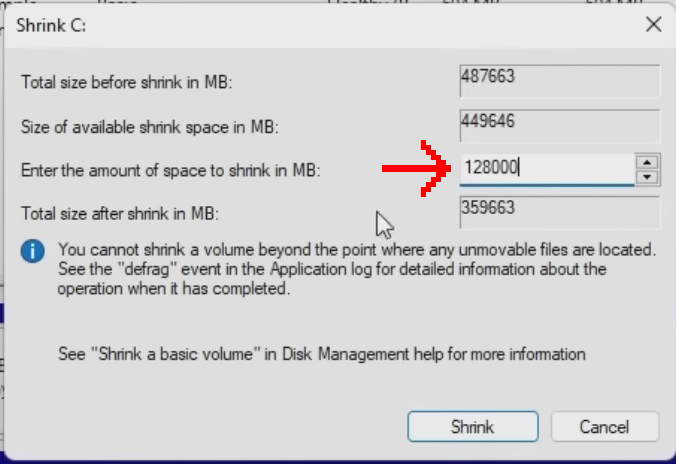 Shrink C:
Total size before shrink in MB: 487663
Size of available shrink space in MB: 449646
Enter the amount of space to shrink in MB: 128000
Total size after shrink in MB: 359663
You cannot shrink a volume beyond the point where any unmovable files are located.
See the "defrag" event in the Application log for detailed information about the
operation when it has completed.
See "Shrink a basic volume" in Disk Management help for more information
Shrink Cancel